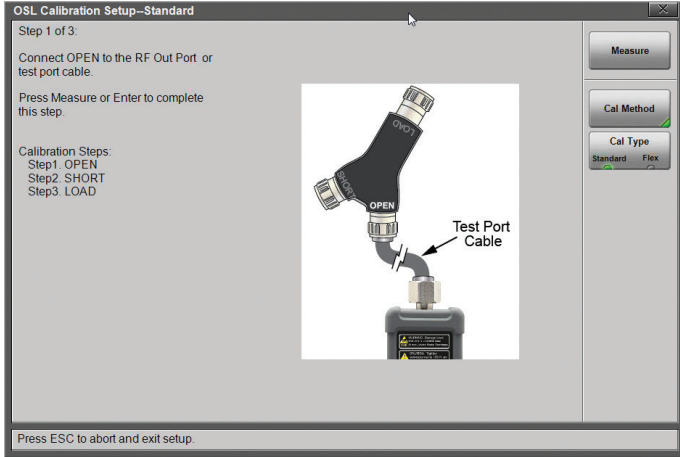 OSL Calibration Setup--Standard
Step 1 of 3:
Connect OPEN to the RF Out Port or
test port cable.
Press Measure or Enter to complete
this step.
Calibration Steps:
Step1. OPEN
Step2. SHORT
Step3. LOAD
LOAD
SHORT
OPEN
Test Port
Cable
Measure
Cal Method
Cal Type
Standard Flex
Press ESC to abort and exit setup.